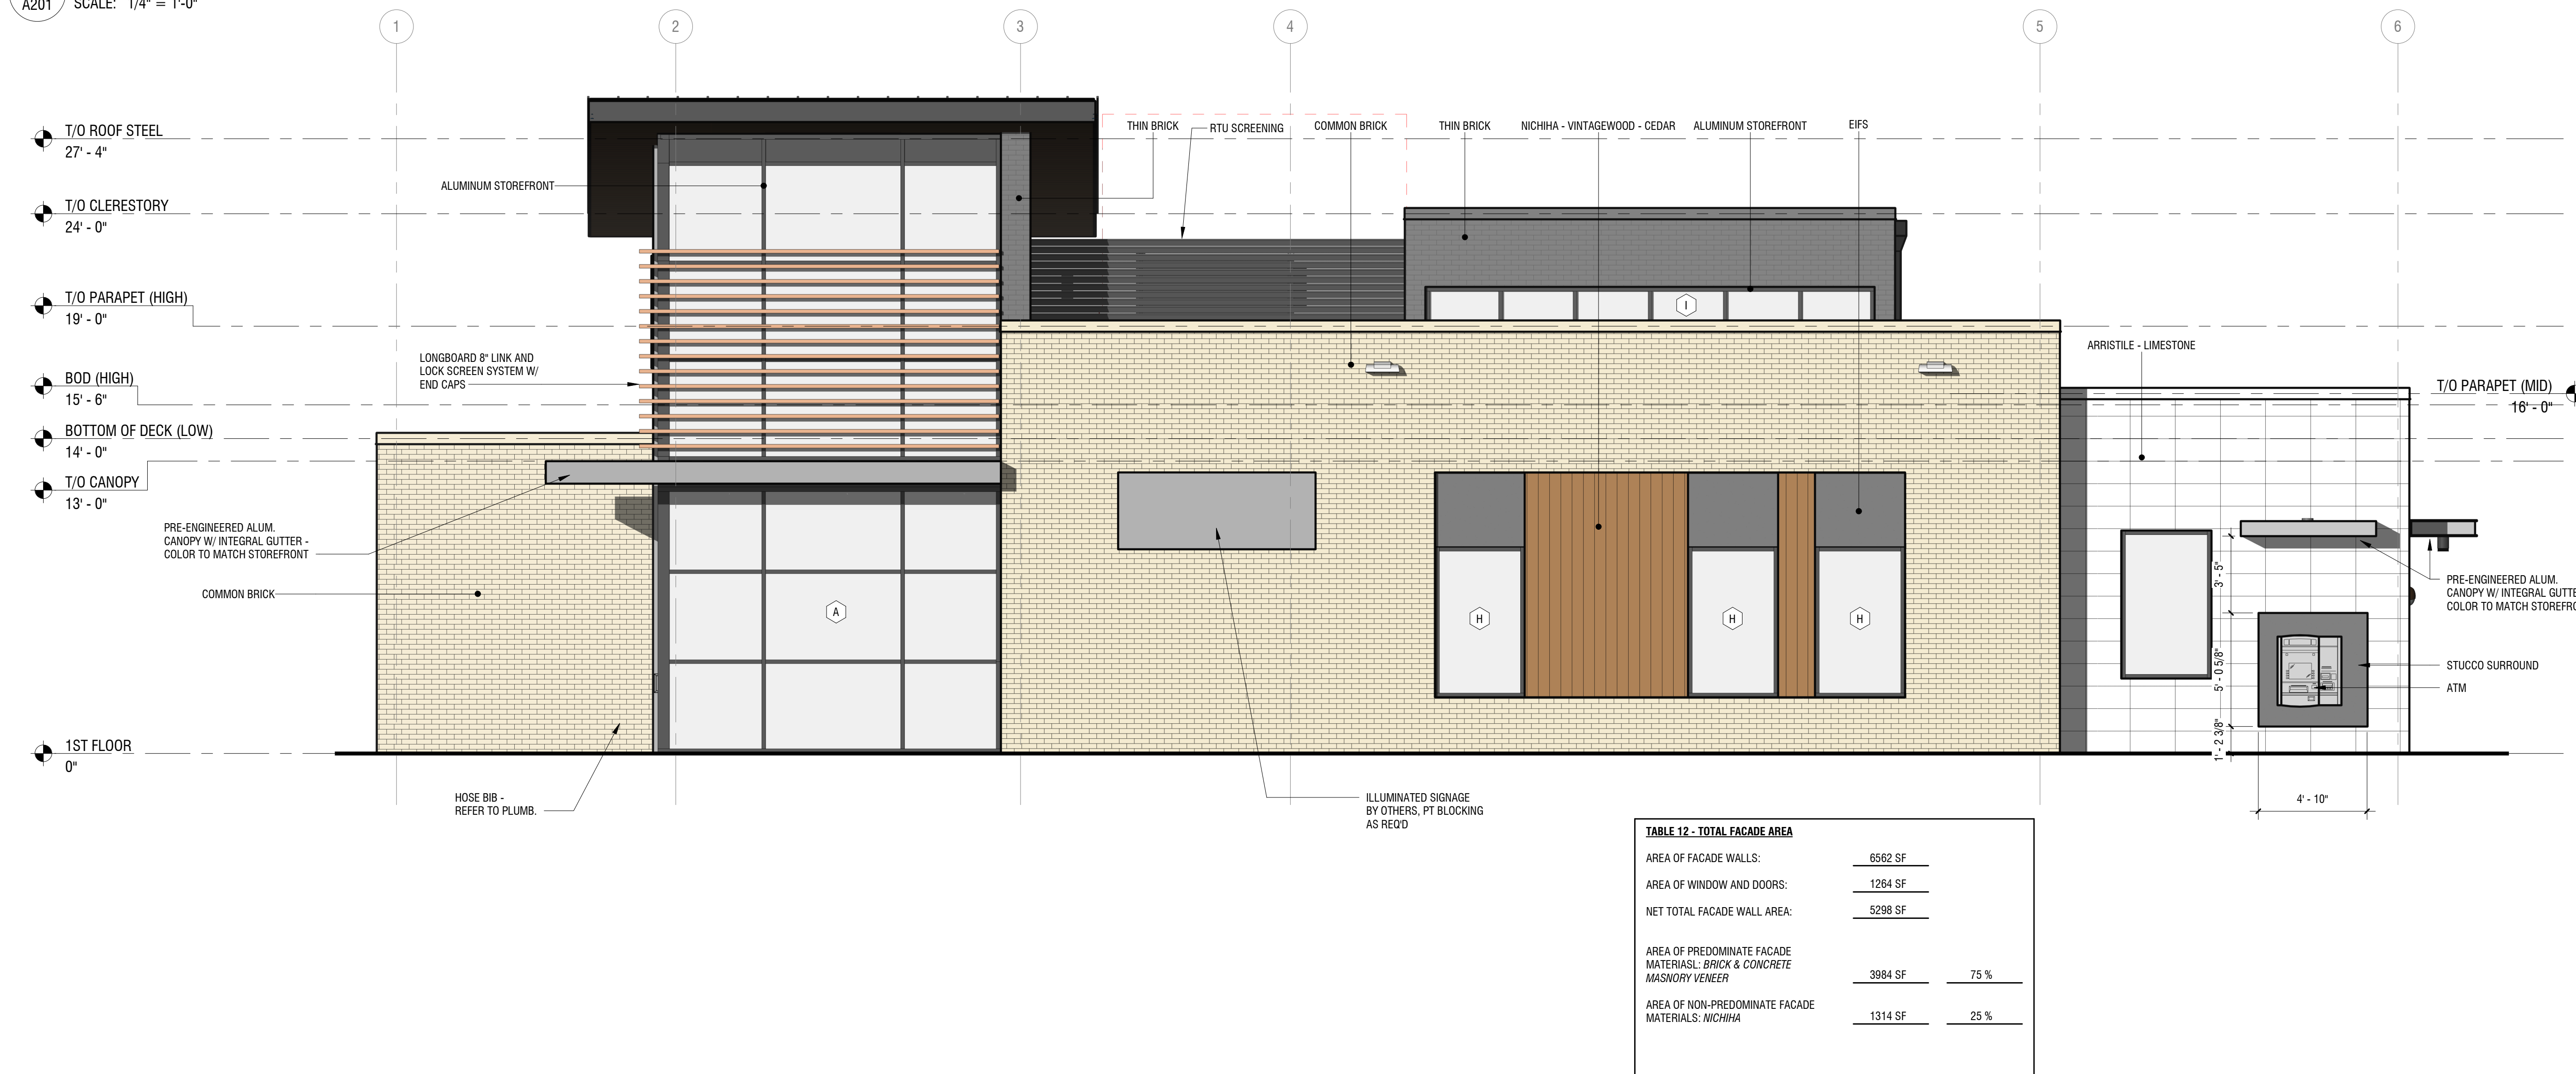 A201
SCALE: 1/4" = 1'-0"
1
2
3
4
5
6
T/O ROOF STEEL
27' - 4"
T/O CLERESTORY
24' - 0"
T/O PARAPET (HIGH)
19' - 0"
BOD (HIGH)
15' - 6"
BOTTOM OF DECK (LOW)
14' - 0"
T/O CANOPY
13' - 0"
1ST FLOOR
0"
ALUMINUM STOREFRONT
THIN BRICK
RTU SCREENING
COMMON BRICK
THIN BRICK
NICHIHA - VINTAGEWOOD - CEDAR
ALUMINUM STOREFRONT
EIFS
LONGBOARD 8" LINK AND
LOCK SCREEN SYSTEM W/
END CAPS
ARRISTILE - LIMESTONE
T/O PARAPET (MID)
16' - 0"
PRE-ENGINEERED ALUM.
CANOPY W/ INTEGRAL GUTTER -
COLOR TO MATCH STOREFRONT
COMMON BRICK
A
I
H
H
H
3' - 5"
5' - 0 5/8"
1' - 2 3/8"
4' - 10"
PRE-ENGINEERED ALUM.
CANOPY W/ INTEGRAL GUTTE
COLOR TO MATCH STOREFRO
STUCCO SURROUND
ATM
HOSE BIB -
REFER TO PLUMB.
ILLUMINATED SIGNAGE
BY OTHERS, PT BLOCKING
AS REQ'D
TABLE 12 - TOTAL FACADE AREA
AREA OF FACADE WALLS: 6562 SF
AREA OF WINDOW AND DOORS: 1264 SF
NET TOTAL FACADE WALL AREA: 5298 SF
AREA OF PREDOMINATE FACADE
MATERIASL: BRICK & CONCRETE
MASNORY VENEER 3984 SF 75 %
AREA OF NON-PREDOMINATE FACADE
MATERIALS: NICHIHA 1314 SF 25 %